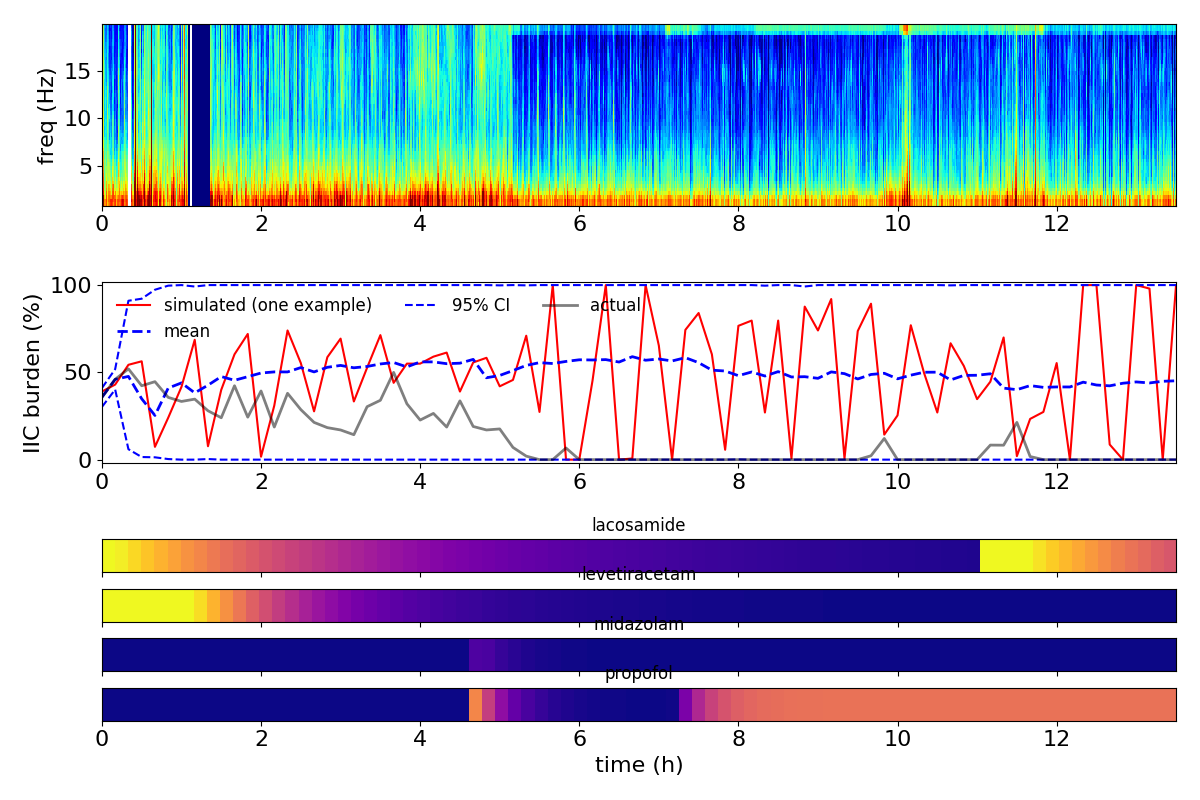 15
10
5
freq (Hz)
0 2 4 6 8 10 12
100
50
0
IIC burden (%)
simulated (one example)
mean
95% CI
actual
0 2 4 6 8 10 12
lacosamide
levetiracetam
midazolam
propofol
0 2 4 6 8 10 12
time (h)